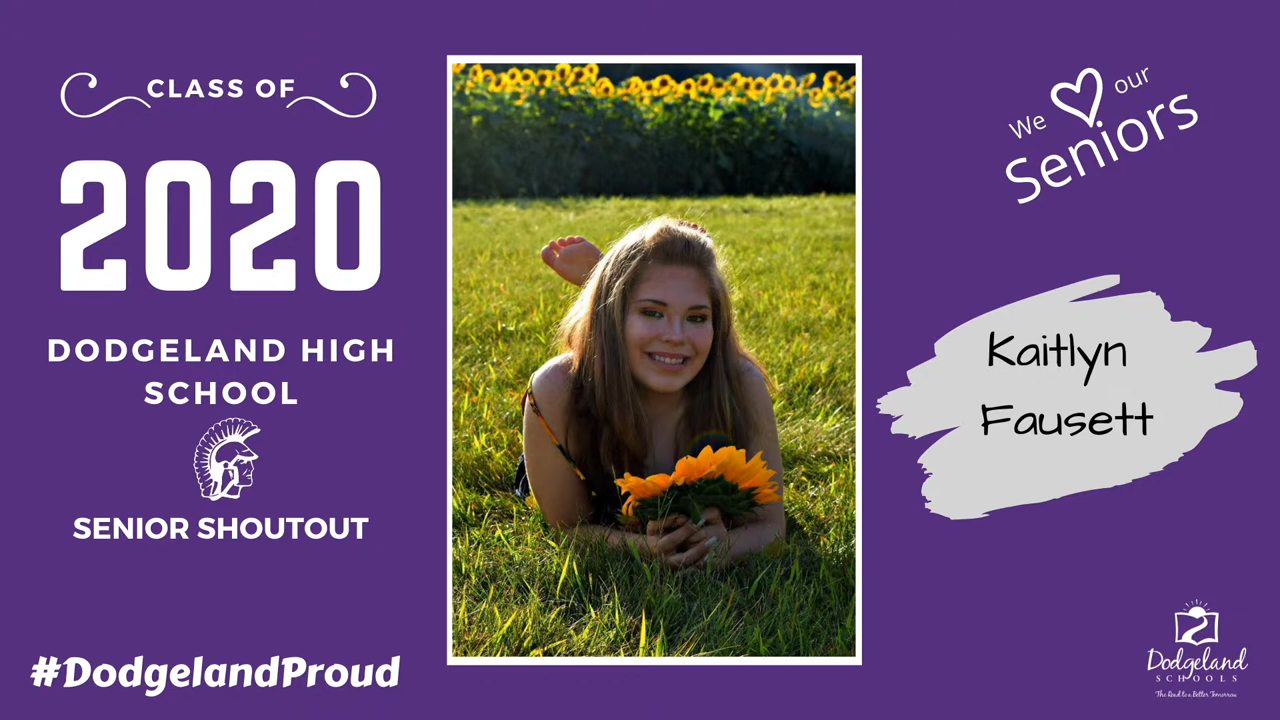 CLASS OF
2020
DODGELAND HIGH
SCHOOL
SENIOR SHOUTOUT
#DodgelandProud
We our
Seniors
Kaitlyn
Fausett
Dodgeland
SCHOOLS
The Road to a Better Tomorrow